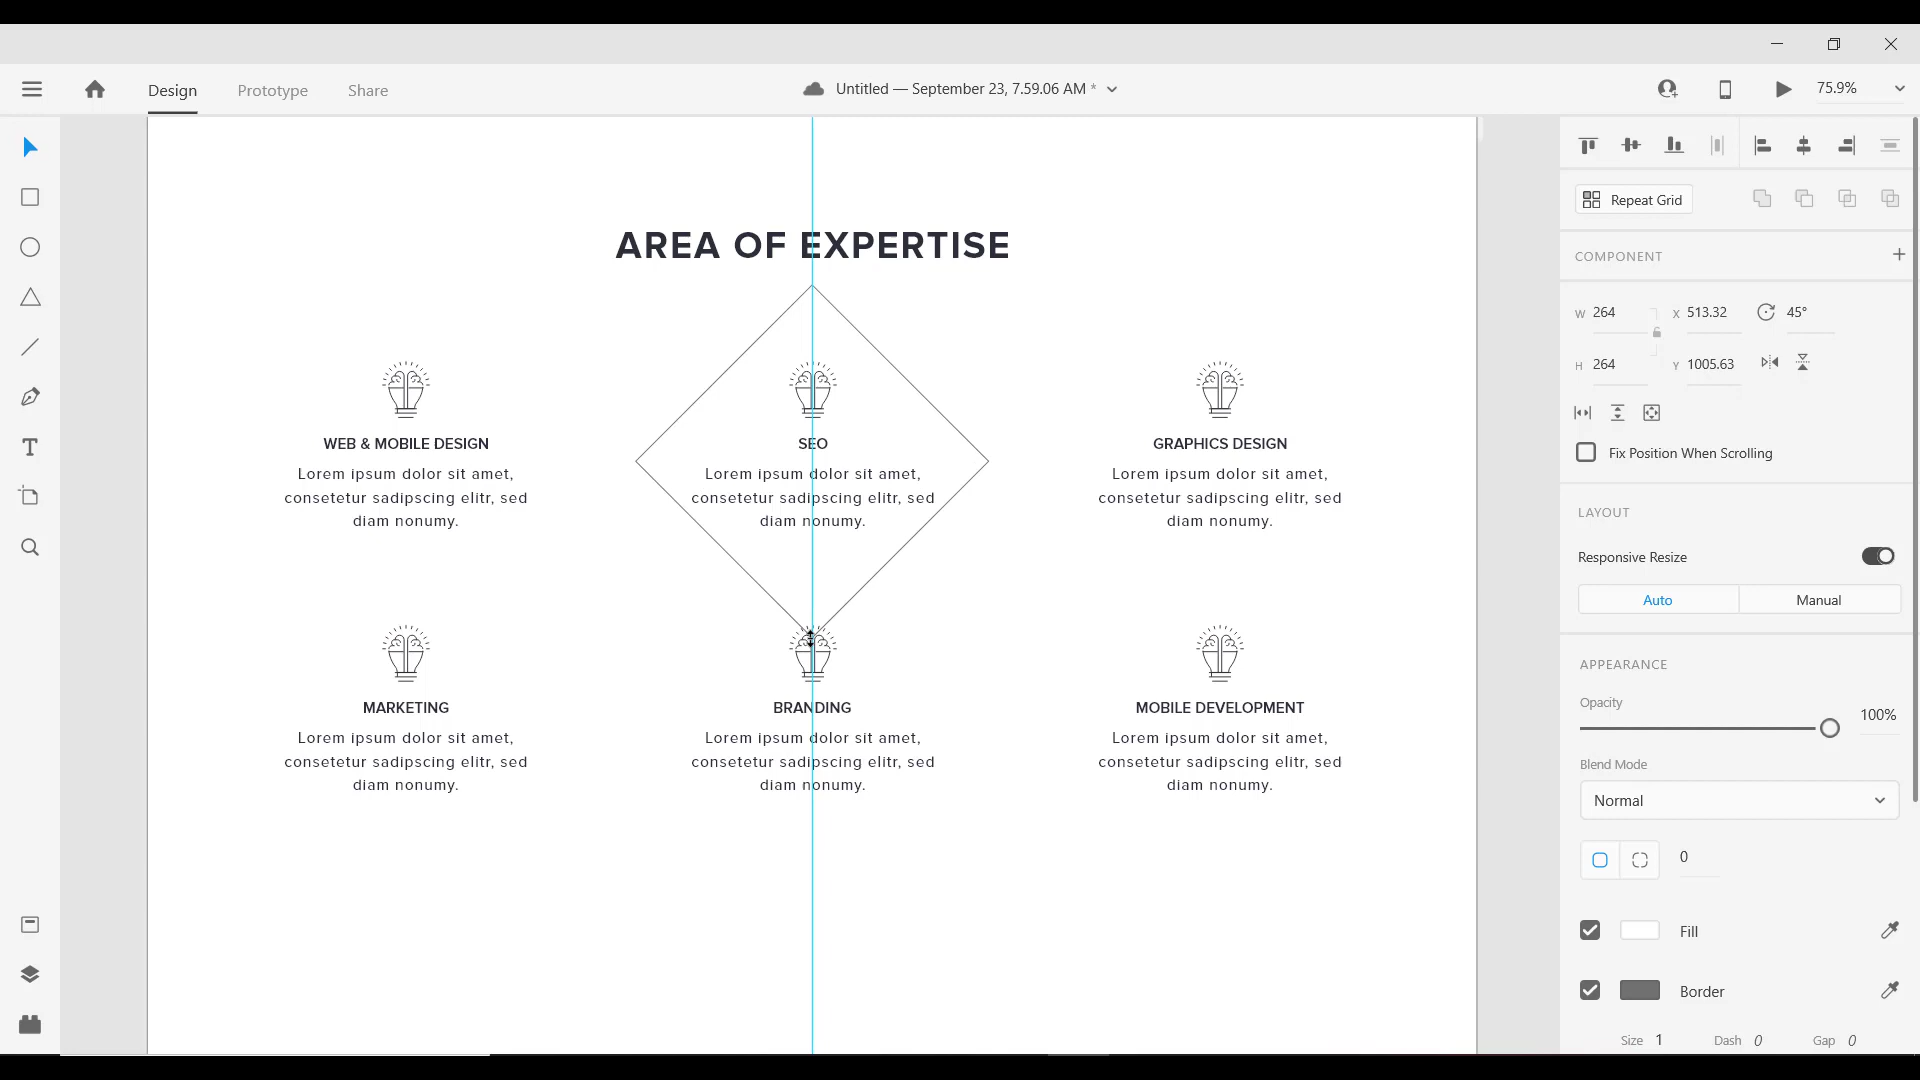 Design
Prototype
Share
Untitled — September 23, 7.59.06 AM *
75.9%
Repeat Grid
COMPONENT
W 264
X 513.32
45°
H 264
Y 1005.63
Fix Position When Scrolling
LAYOUT
Responsive Resize
Auto
Manual
APPEARANCE
Opacity
100%
Blend Mode
Normal
0
Fill
Border
Size 1
Dash 0
Gap 0
AREA OF EXPERTISE
WEB & MOBILE DESIGN
Lorem ipsum dolor sit amet,
consetetur sadipscing elitr, sed
diam nonumy.
SEO
Lorem ipsum dolor sit amet,
consetetur sadipscing elitr, sed
diam nonumy.
GRAPHICS DESIGN
Lorem ipsum dolor sit amet,
consetetur sadipscing elitr, sed
diam nonumy.
MARKETING
Lorem ipsum dolor sit amet,
consetetur sadipscing elitr, sed
diam nonumy.
BRANDING
Lorem ipsum dolor sit amet,
consetetur sadipscing elitr, sed
diam nonumy.
MOBILE DEVELOPMENT
Lorem ipsum dolor sit amet,
consetetur sadipscing elitr, sed
diam nonumy.